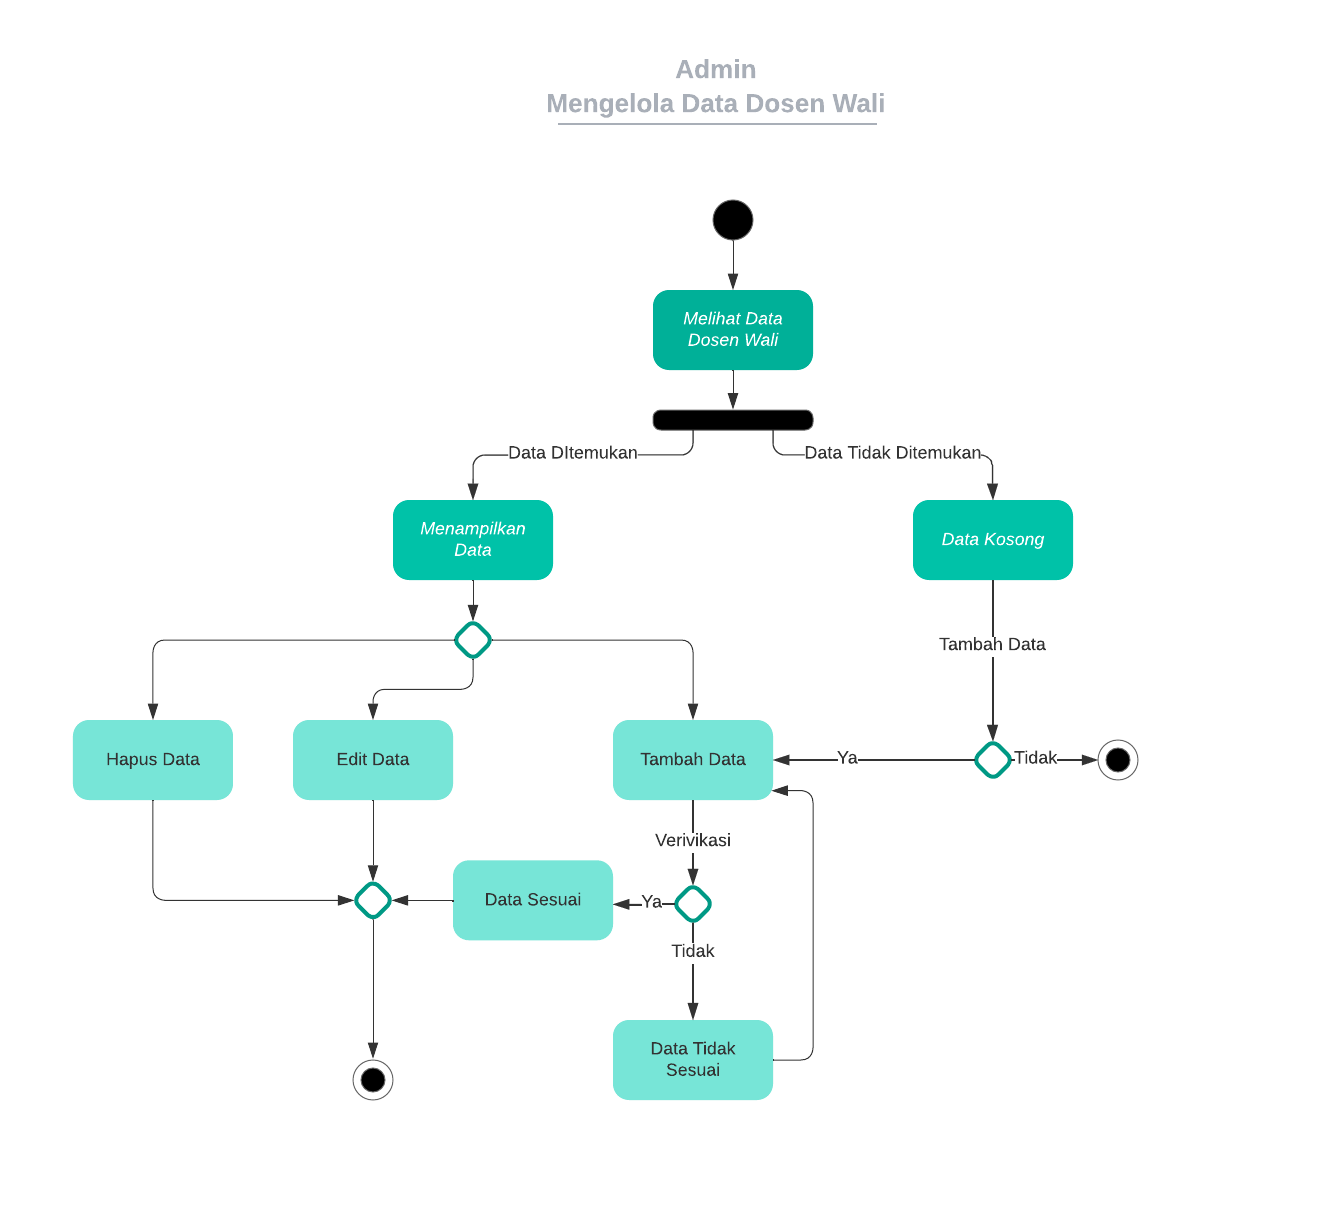 Admin
Mengelola Data Dosen Wali
Melihat Data
Dosen Wali
Data DItemukan
Data Tidak Ditemukan
Menampilkan
Data
Data Kosong
Tambah Data
Hapus Data
Edit Data
Tambah Data
Ya
Tidak
Verivikasi
Data Sesuai
Ya
Tidak
Data Tidak
Sesuai